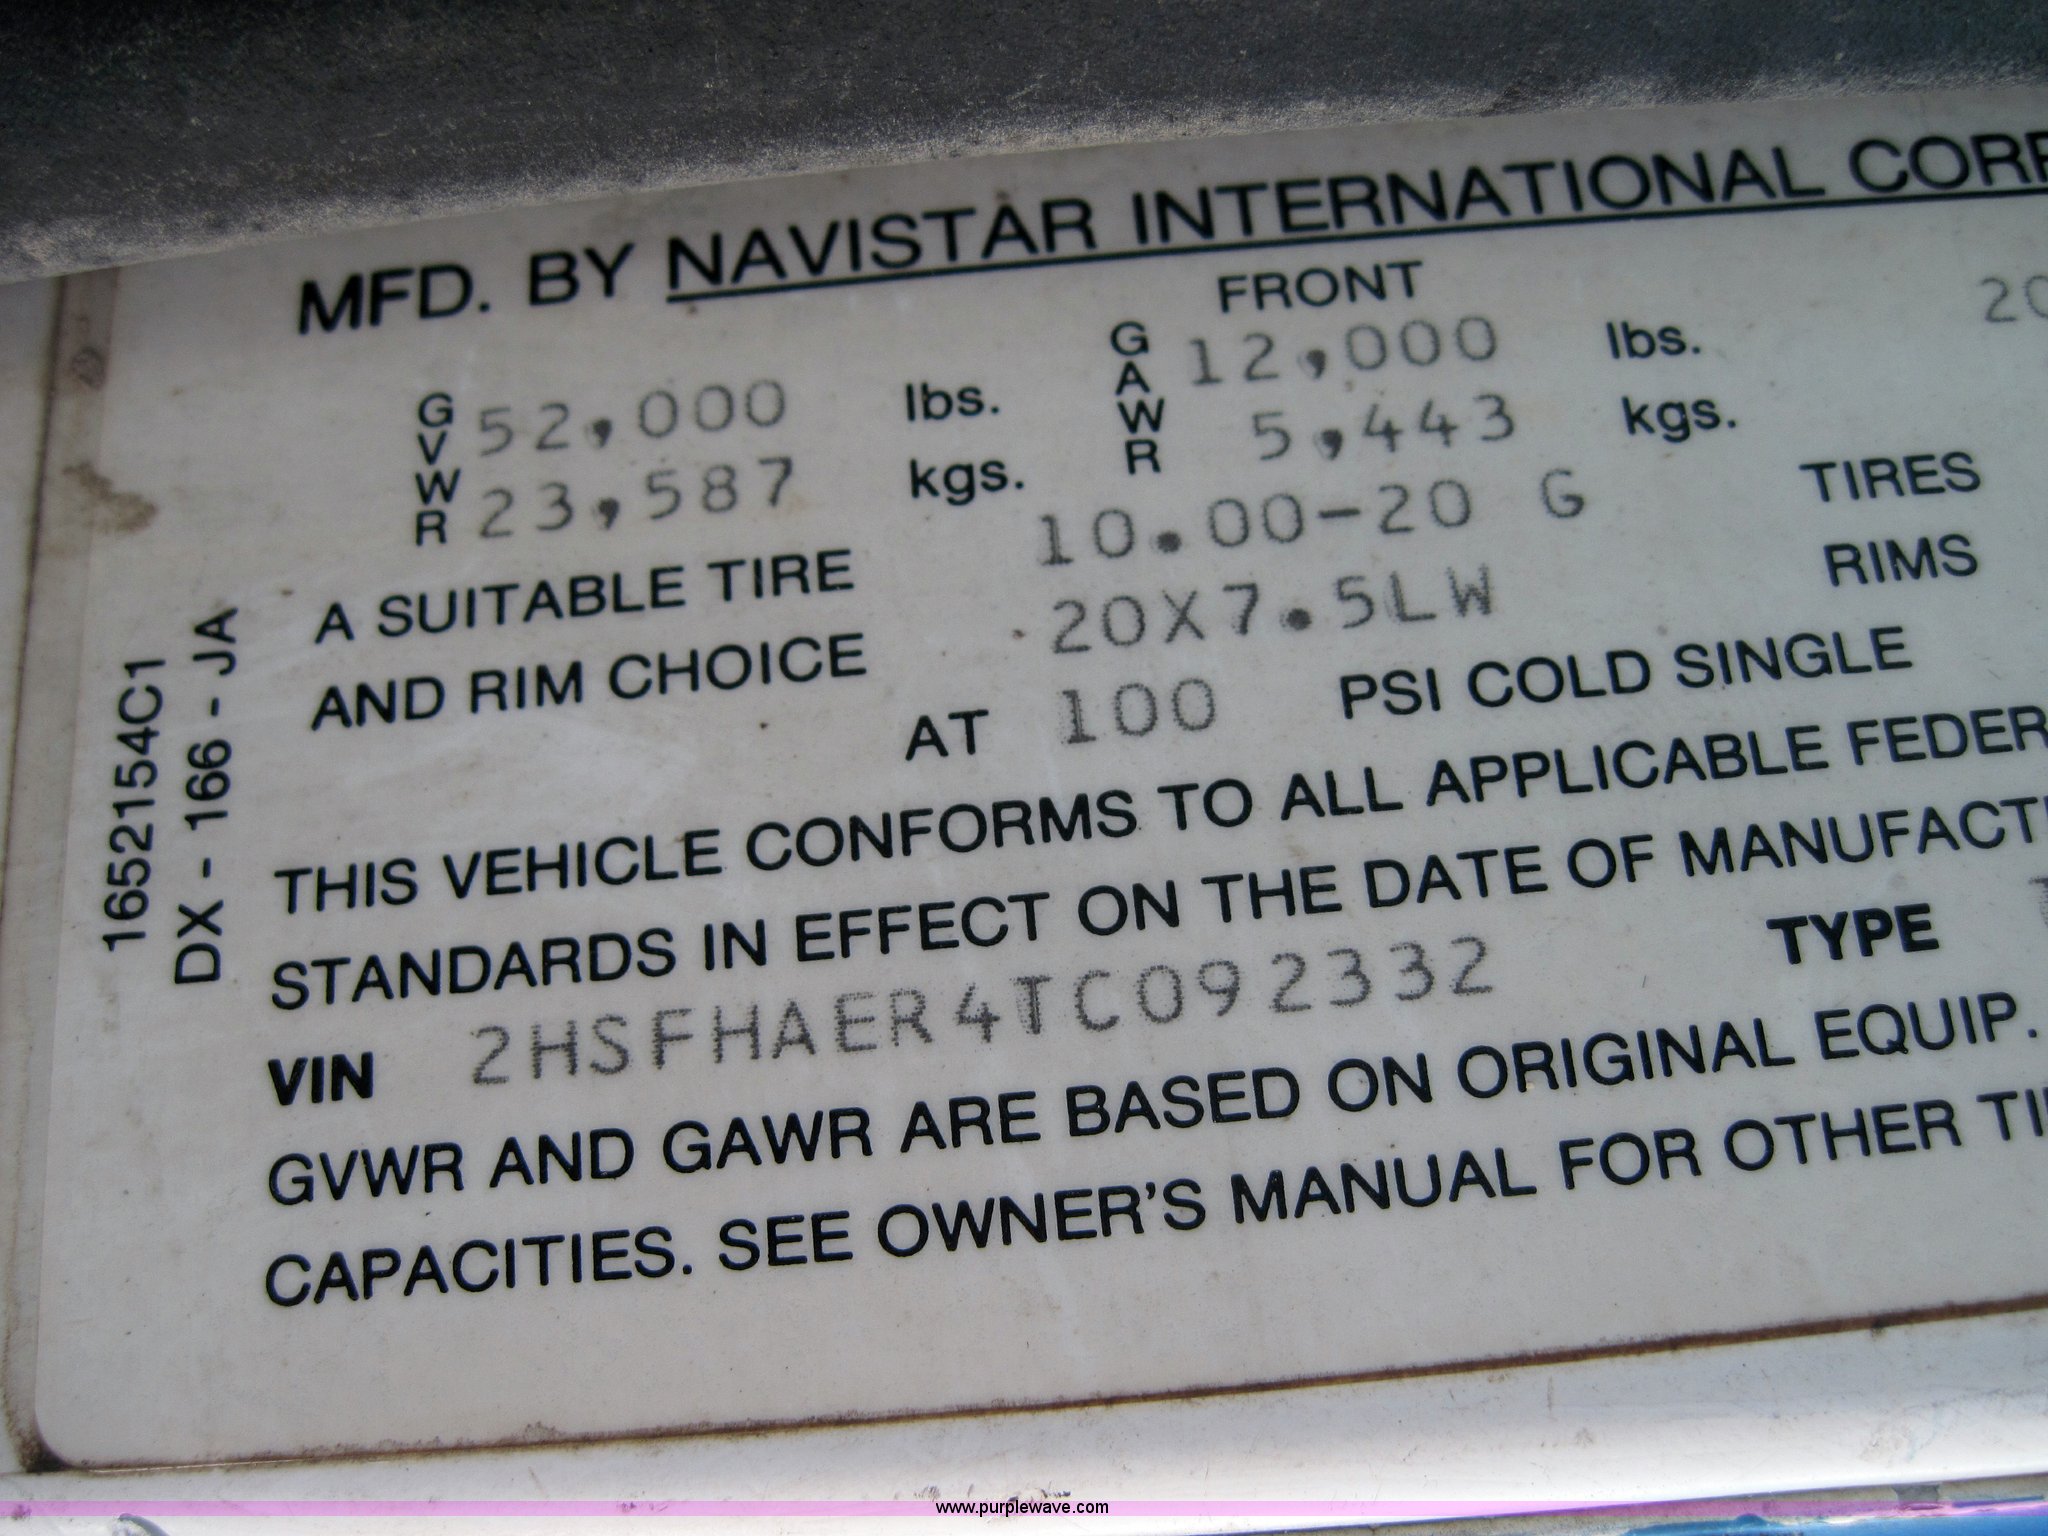 MFD. BY NAVISTAR INTERNATIONAL
FRONT
GVWR 52,000 lbs. GAWR 12,000 lbs.
23,587 kgs. 5,443 kgs.
A SUITABLE TIRE 10.00-20 G TIRES
AND RIM CHOICE 20X7.5LW RIMS
AT 100 PSI COLD SINGLE
THIS VEHICLE CONFORMS TO ALL APPLICABLE
STANDARDS IN EFFECT ON THE DATE OF
VIN 2HSFHAER4TC092332 TYPE
GVWR AND GAWR ARE BASED ON ORIGINAL EQUIP.
CAPACITIES. SEE OWNER'S MANUAL FOR OTHER
1652154C1
DX - 166 - JA
www.purplewave.com